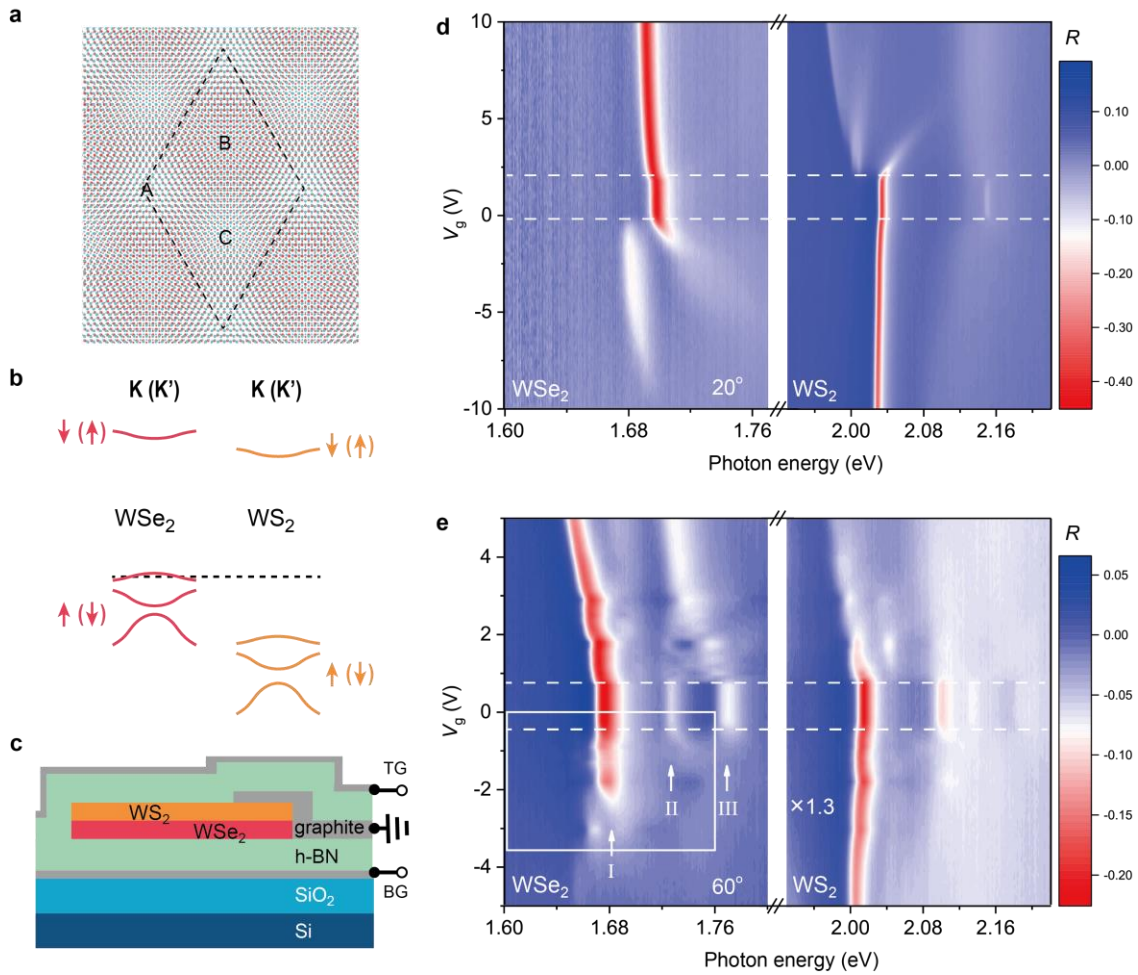 a
A
B
C
b
K (K’) K (K’)
↓ (↑) ↓ (↑)
WSe₂ WS₂
↑ (↓) ↑ (↓)
c
WS₂
WSe₂
graphite
h-BN
SiO₂
Si
TG
BG
d
V_g (V)
10
5
0
-5
-10
WSe₂ 20° WS₂
1.60 1.68 1.76 2.00 2.08 2.16
Photon energy (eV)
R
0.10
0.00
-0.10
-0.20
-0.30
-0.40
e
V_g (V)
4
2
0
-2
-4
I
II
III
×1.3
WSe₂ 60° WS₂
1.60 1.68 1.76 2.00 2.08 2.16
Photon energy (eV)
R
0.05
0.00
-0.05
-0.10
-0.15
-0.20